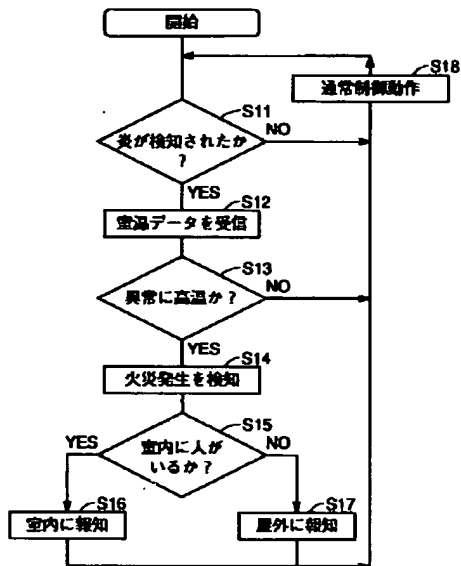 開始
S18
通常制御動作
S11
炎が検知されたか
?
NO
YES
S12
室温データを受信
S13
異常に高温か?
NO
YES
S14
火災発生を検知
S15
YES
室内に人が
いるか?
NO
S16
室内に報知
S17
屋外に報知